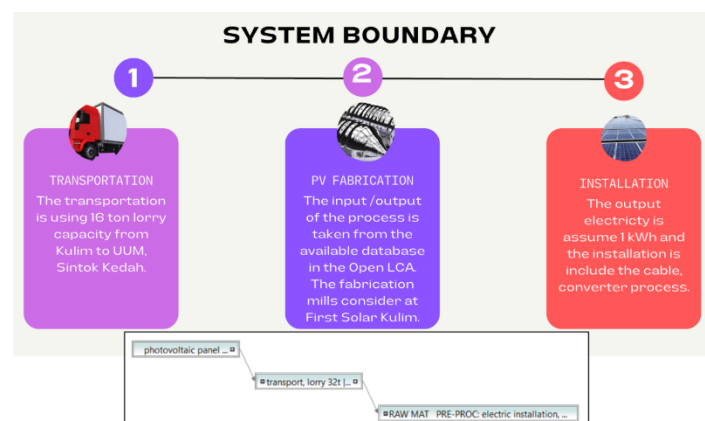 SYSTEM BOUNDARY
1
2
3
TRANSPORTATION
The transportation
is using 16 ton lorry
capacity from
Kulim to UUM,
Sintok Kedah.
PV FABRICATION
The input /output
of the process is
taken from the
available database
in the Open LCA.
The fabrication
mills consider at
First Solar Kulim.
INSTALLATION
The output
electricty is
assume 1 kWh and
the installation is
include the cable,
converter process.
photovoltaic panel ...
transport, lorry 32t |...
RAW MAT PRE-PROC: electric installation, ...